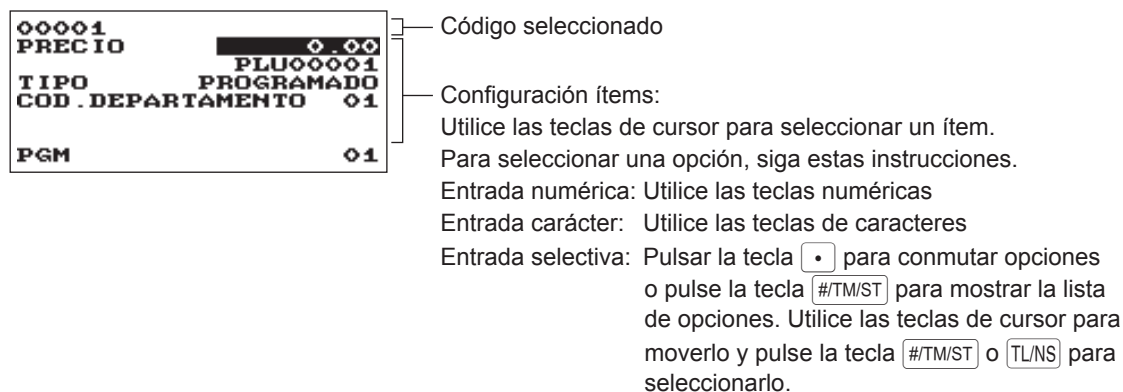 00001
PRECIO 0.00
PLU00001
TIPO PROGRAMADO
COD.DEPARTAMENTO 01
PGM 01
Código seleccionado
Configuración ítems:
Utilice las teclas de cursor para seleccionar un ítem.
Para seleccionar una opción, siga estas instrucciones.
Entrada numérica: Utilice las teclas numéricas
Entrada carácter: Utilice las teclas de caracteres
Entrada selectiva: Pulsar la tecla • para conmutar opciones
o pulse la tecla #/TM/ST para mostrar la lista
de opciones. Utilice las teclas de cursor para
moverlo y pulse la tecla #/TM/ST o TL/NS para
seleccionarlo.